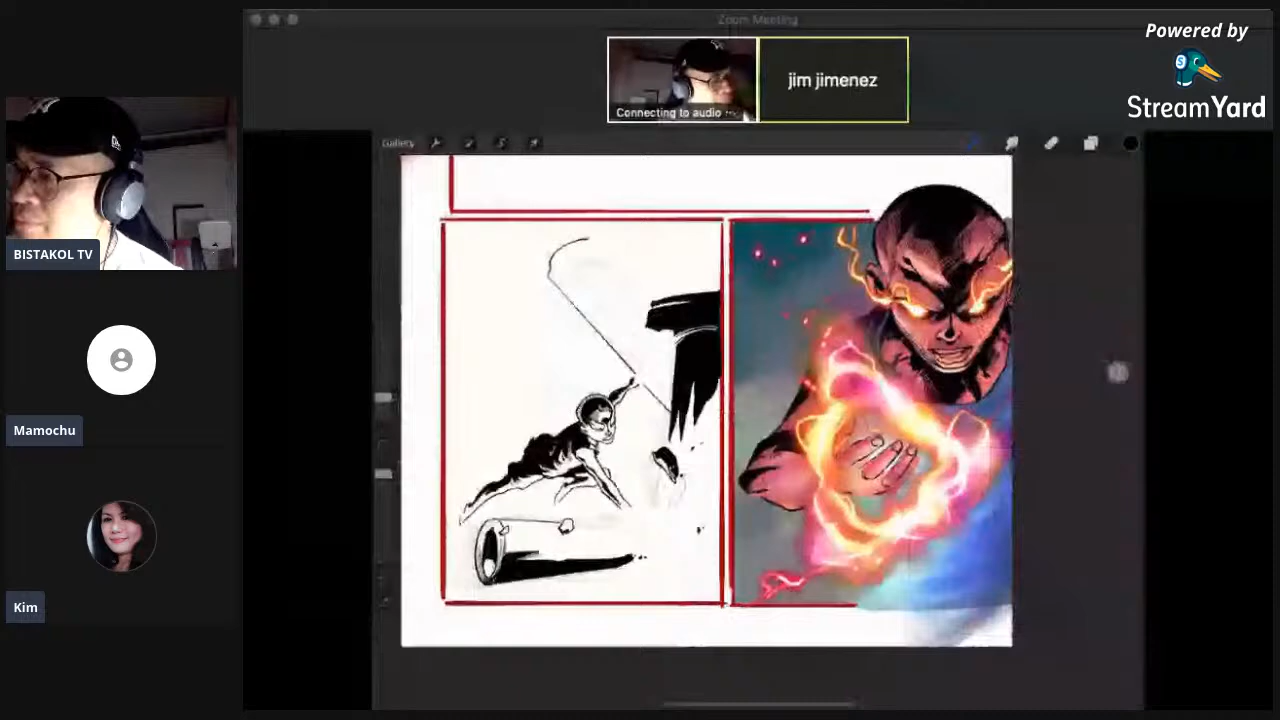 Zoom Meeting
Powered by
StreamYard
Connecting to audio
jim jimenez
Gallery
BISTAKOL TV
Mamochu
Kim